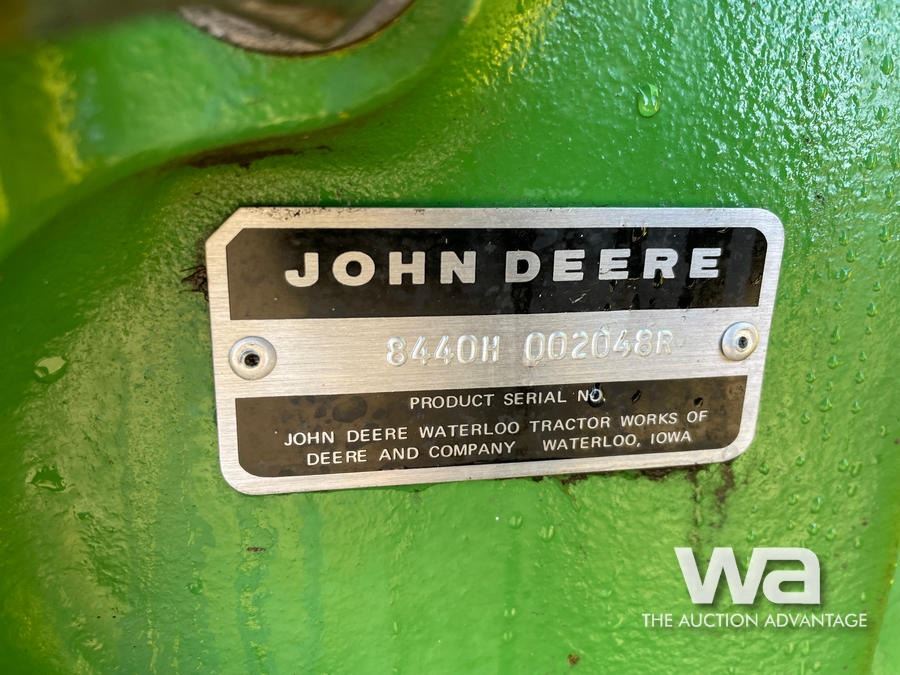 JOHN DEERE
8440H 002048R
PRODUCT SERIAL NO.
JOHN DEERE WATERLOO TRACTOR WORKS OF
DEERE AND COMPANY WATERLOO, IOWA
wa
THE AUCTION ADVANTAGE